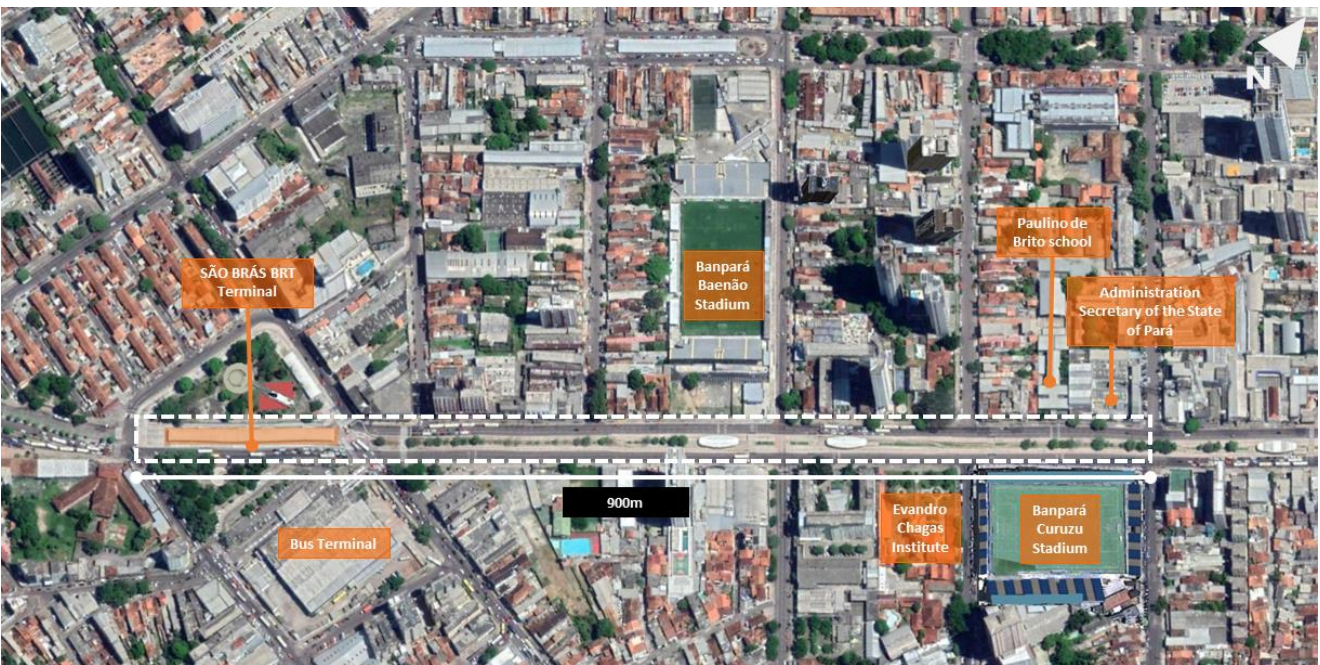 N
Paulino de
Brito school
SÃO BRÁS BRT
Terminal
Banpará
Baenão
Stadium
Administration
Secretary of the State
of Pará
900m
Evandro
Chagas
Institute
Banpará
Curuzu
Stadium
Bus Terminal